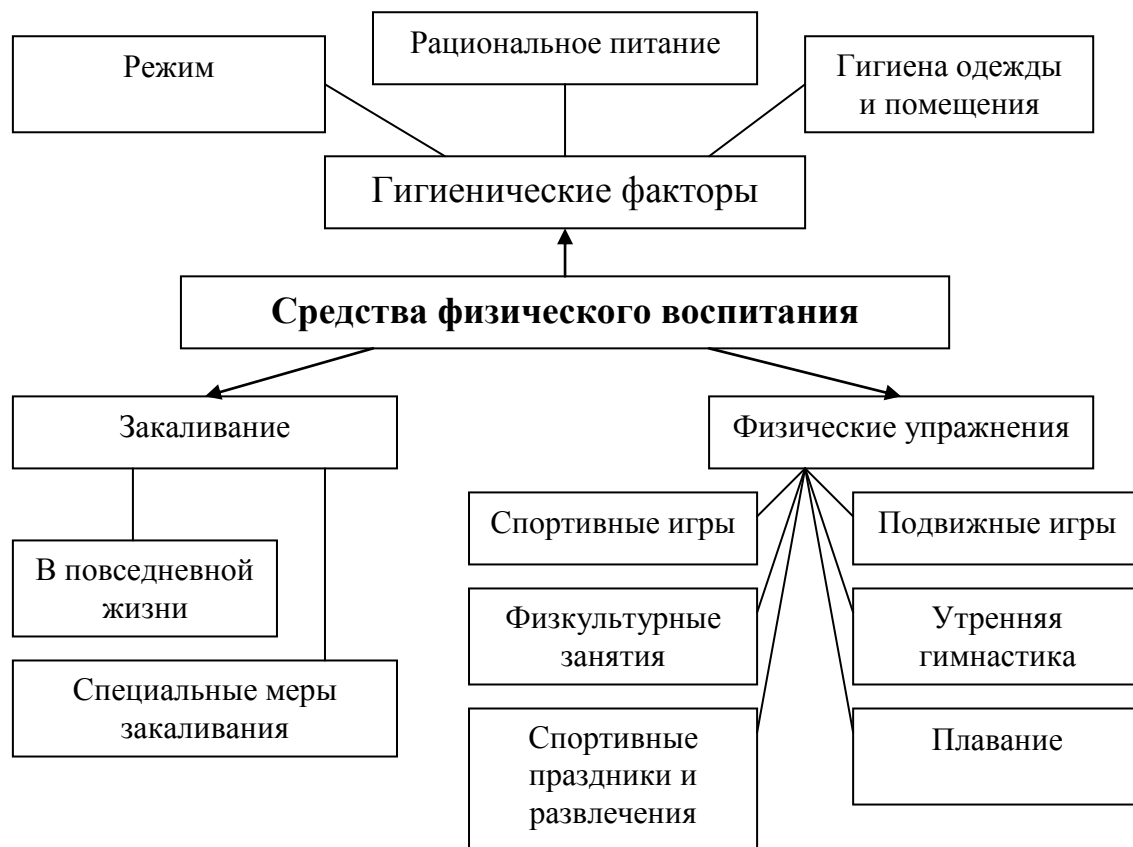 Режим
Рациональное питание
Гигиена одежды
и помещения
Гигиенические факторы
Средства физического воспитания
Закаливание
Физические упражнения
В повседневной
жизни
Специальные меры
закаливания
Спортивные игры
Подвижные игры
Физкультурные
занятия
Утренняя
гимнастика
Спортивные
праздники и
развлечения
Плавание